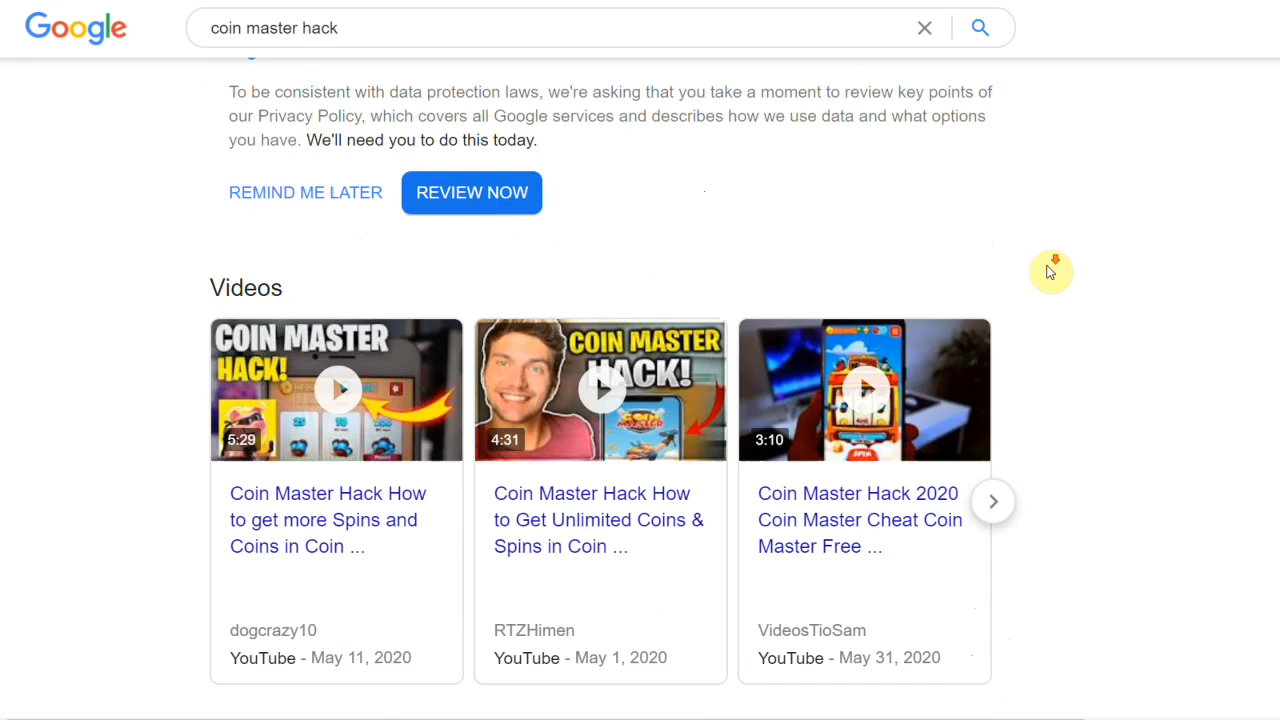 Google
coin master hack
To be consistent with data protection laws, we're asking that you take a moment to review key points of
our Privacy Policy, which covers all Google services and describes how we use data and what options
you have. We'll need you to do this today.
REMIND ME LATER
REVIEW NOW
Videos
COIN MASTER
HACK!
5:29
COIN MASTER
HACK!
COIN
MASTER
4:31
SPIN
3:10
Coin Master Hack How
to get more Spins and
Coins in Coin ...
Coin Master Hack How
to Get Unlimited Coins &
Spins in Coin ...
Coin Master Hack 2020
Coin Master Cheat Coin
Master Free ...
dogcrazy10
YouTube - May 11, 2020
RTZHimen
YouTube - May 1, 2020
VideosTioSam
YouTube - May 31, 2020